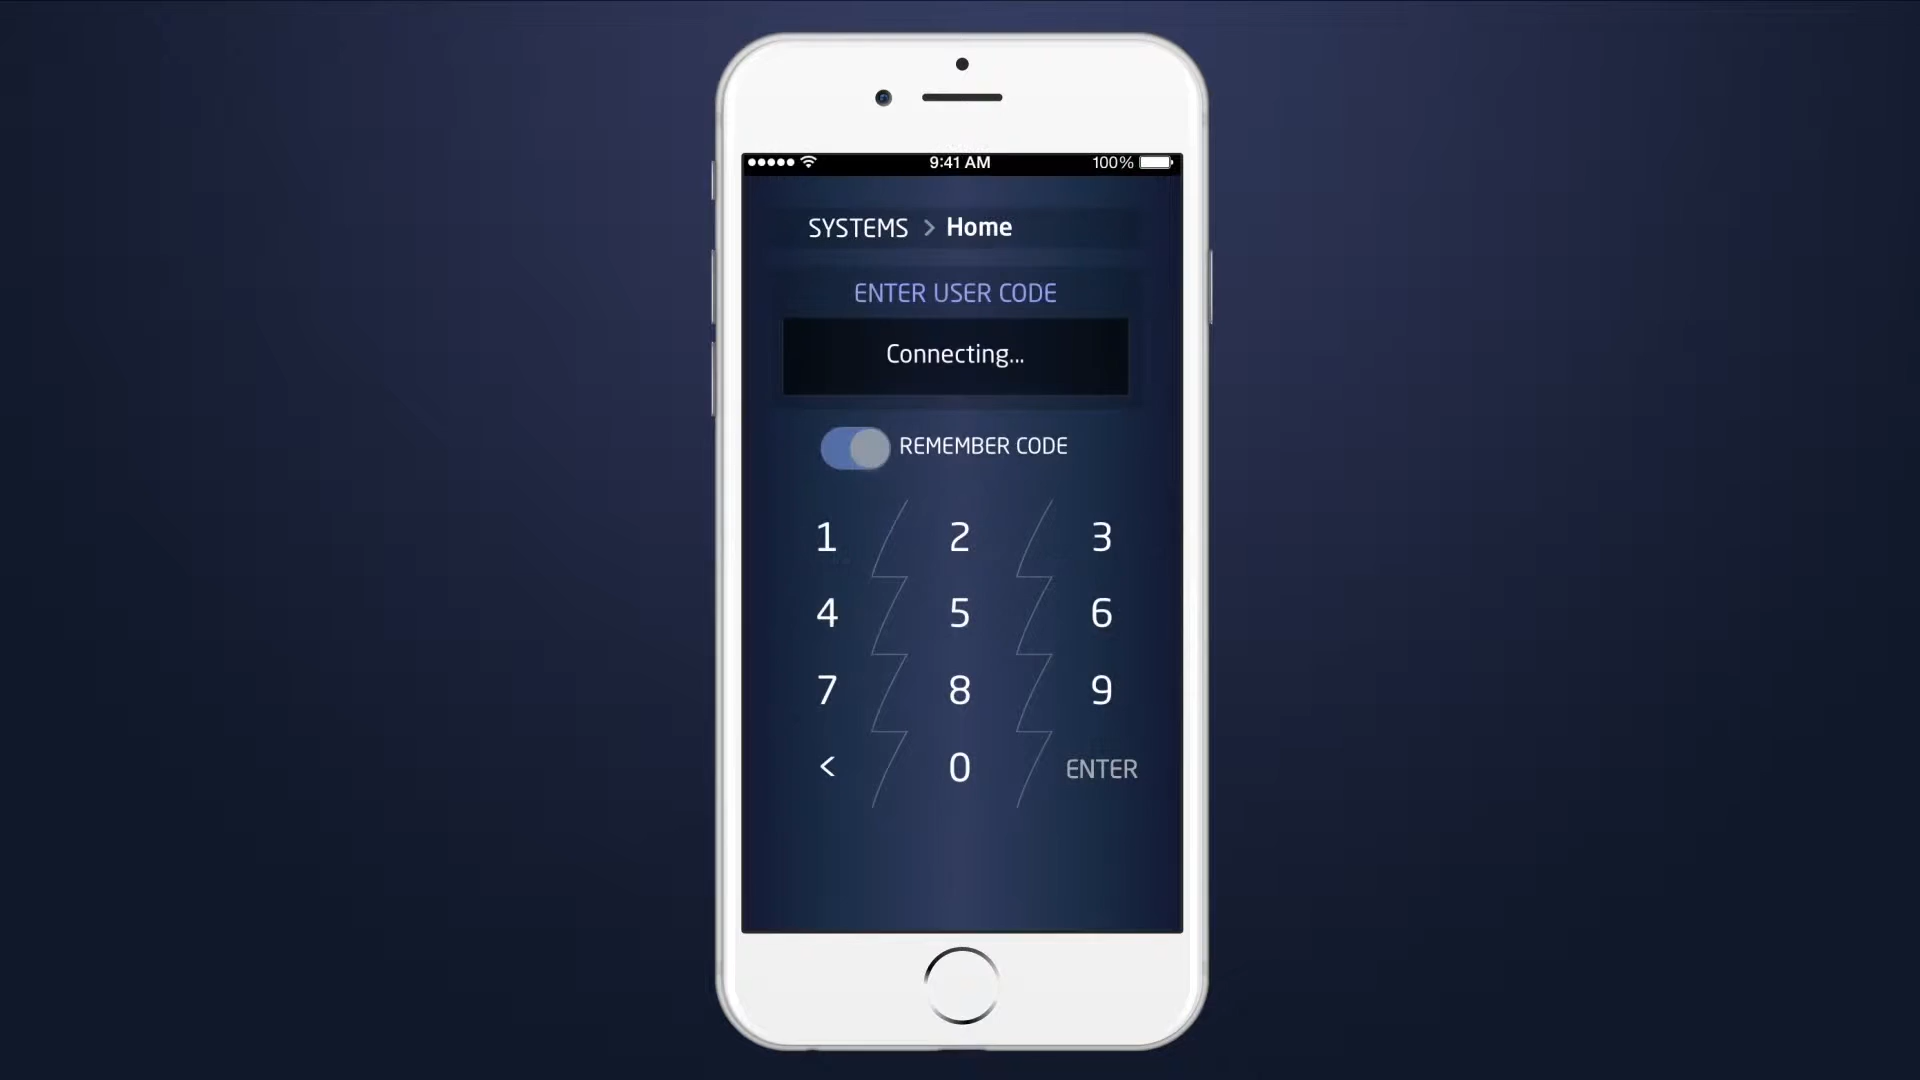 9:41 AM 100%
SYSTEMS > Home
ENTER USER CODE
Connecting...
REMEMBER CODE
1 2 3
4 5 6
7 8 9
< 0 ENTER